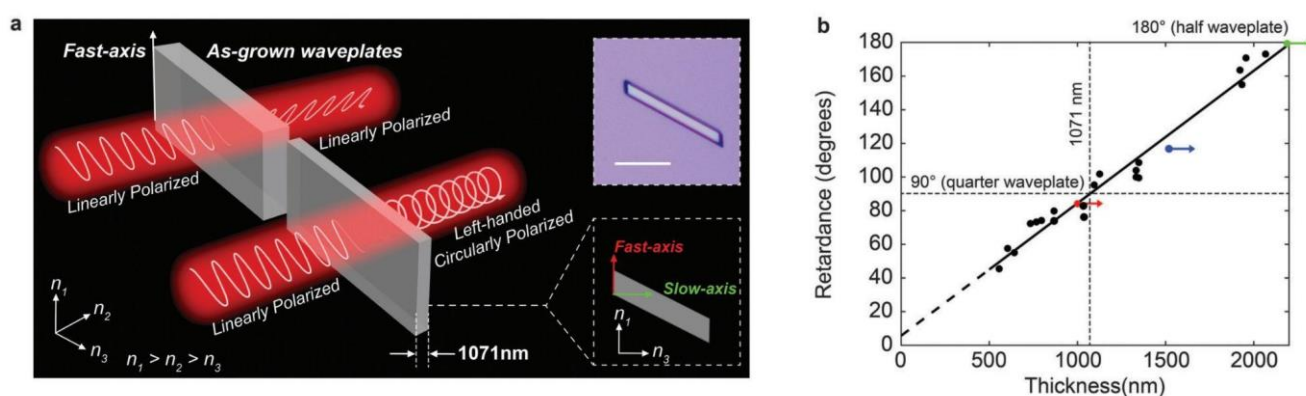 a
Fast-axis
As-grown waveplates
Linearly Polarized
Linearly Polarized
Linearly Polarized
Left-handed
Circularly Polarized
Fast-axis
Slow-axis
n1
n3
n1
n2
n3
n1 > n2 > n3
1071nm
b
180° (half waveplate)
Retardance (degrees)
180
160
140
120
100
80
60
40
20
0
1071 nm
90° (quarter waveplate)
0
500
1000
1500
2000
Thickness(nm)